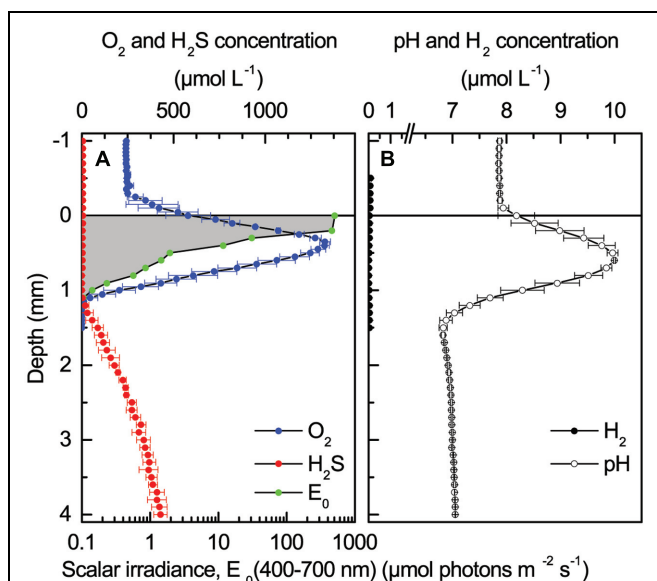 O₂ and H₂S concentration
(µmol L⁻¹)
pH and H₂ concentration
(µmol L⁻¹)
0 500 1000
0 1 7 8 9 10
-1
0
1
2
3
4
Depth (mm)
A
B
O₂
H₂S
E₀
H₂
pH
0.1 1 10 100 1000
Scalar irradiance, E₀(400-700 nm) (µmol photons m⁻² s⁻¹)